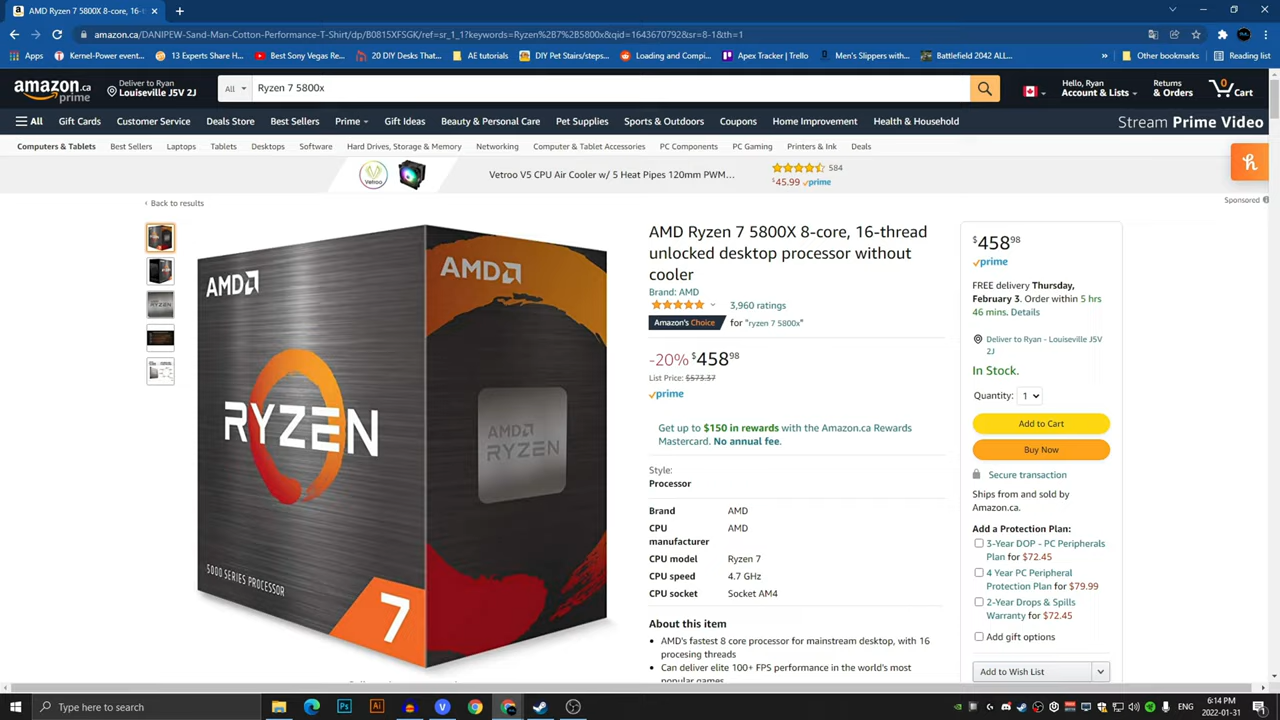 AMD Ryzen 7 5800X 8-core, 16-t
amazon.ca/DANIPEW-Sand-Man-Cotton-Performance-T-Shirt/dp/B0815XFSGK/ref=sr_1_1?keywords=Ryzen%2B7%2B5800x&qid=1643670792&sr=8-1&th=1
Apps
Kernel-Power event...
13 Experts Share H...
Best Sony Vegas Pr...
20 DIY Desks That...
AE tutorials
DIY Pet Stairs/steps...
Loading and Compi...
Apex Tracker | Trello
Men's Slippers with...
Battlefield 2042 ALL...
»
Other bookmarks
Reading list
amazon.ca
prime
Deliver to Ryan
Louiseville J5V 2J
All
Ryzen 7 5800x
Hello, Ryan
Account & Lists
Returns
& Orders
0
Cart
All
Gift Cards
Customer Service
Deals Store
Best Sellers
Prime
Gift Ideas
Beauty & Personal Care
Pet Supplies
Sports & Outdoors
Coupons
Home Improvement
Health & Household
Stream Prime Video
Computers & Tablets
Best Sellers
Laptops
Tablets
Desktops
Software
Hard Drives, Storage & Memory
Networking
Computer & Tablet Accessories
PC Components
PC Gaming
Printers & Ink
Deals
Vetroo
Vetroo V5 CPU Air Cooler w/ 5 Heat Pipes 120mm PWM...
584
$45.99 prime
Sponsored
‹ Back to results
AMD
RYZEN
5000 SERIES PROCESSOR
7
AMD
AMD
RYZEN
AMD Ryzen 7 5800X 8-core, 16-thread
unlocked desktop processor without
cooler
Brand: AMD
3,960 ratings
Amazon's Choice for "ryzen 7 5800x"
-20% $458 98
List Price: $573.37
prime
Get up to $150 in rewards with the Amazon.ca Rewards
Mastercard. No annual fee.
Style:
Processor
Brand AMD
CPU manufacturer AMD
CPU model Ryzen 7
CPU speed 4.7 GHz
CPU socket Socket AM4
About this item
• AMD's fastest 8 core processor for mainstream desktop, with 16
procesing threads
• Can deliver elite 100+ FPS performance in the world's most
popular games
$458 98
prime
FREE delivery Thursday,
February 3. Order within 5 hrs
46 mins. Details
Deliver to Ryan - Louiseville J5V
2J
In Stock.
Quantity: 1
Add to Cart
Buy Now
Secure transaction
Ships from and sold by
Amazon.ca.
Add a Protection Plan:
3-Year DOP - PC Peripherals
Plan for $72.45
4 Year PC Peripheral
Protection Plan for $79.99
2-Year Drops & Spills
Warranty for $72.45
Add gift options
Add to Wish List
Type here to search
ENG
6:14 PM
2022-01-31